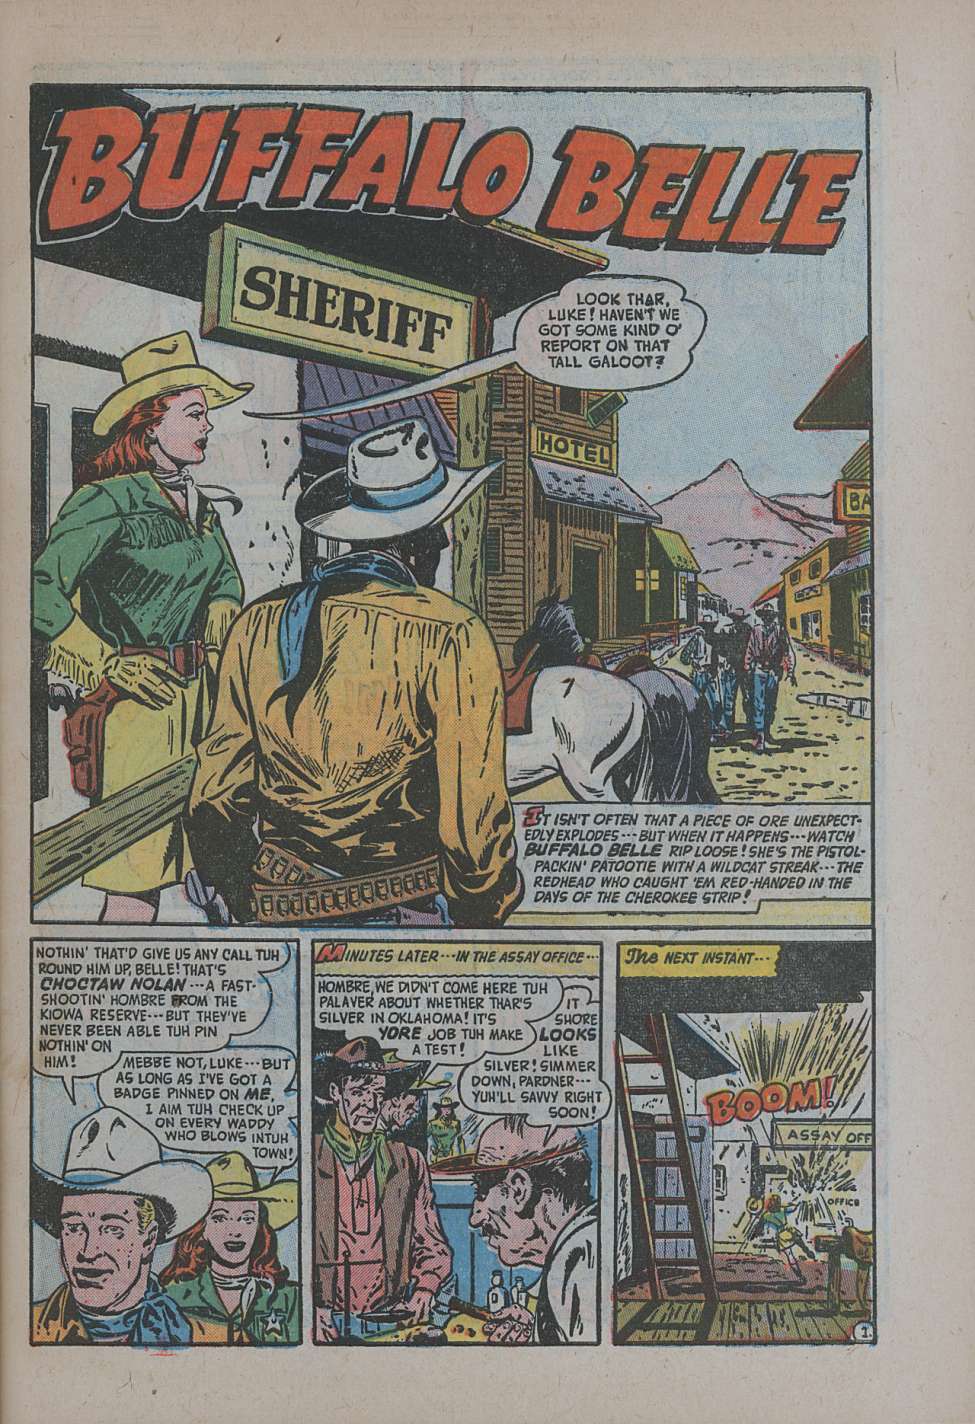 BUFFALO BELLE
SHERIFF
LOOK THAR,
LUKE! HAVEN'T WE
GOT SOME KIND O'
REPORT ON THAT
TALL GALOOT?
HOTEL
BA
IT ISN'T OFTEN THAT A PIECE OF ORE UNEXPECT-
EDLY EXPLODES---BUT WHEN IT HAPPENS---WATCH
BUFFALO BELLE RIP LOOSE! SHE'S THE PISTOL-
PACKIN' PATOOTIE WITH A WILDCAT STREAK---THE
REDHEAD WHO CAUGHT 'EM RED-HANDED IN THE
DAYS OF THE CHEROKEE STRIP!
NOTHIN' THAT'D GIVE US ANY CALL TUH
ROUND HIM UP, BELLE! THAT'S
CHOCTAW NOLAN---A FAST-
SHOOTIN' HOMBRE FROM THE
KIOWA RESERVE---BUT THEY'VE
NEVER BEEN ABLE TUH PIN
NOTHIN' ON
HIM!
MEBBE NOT, LUKE---BUT
AS LONG AS I'VE GOT A
BADGE PINNED ON ME,
I AIM TUH CHECK UP
ON EVERY WADDY
WHO BLOWS INTUH
TOWN!
MINUTES LATER---IN THE ASSAY OFFICE---
HOMBRE, WE DIDN'T COME HERE TUH
PALAVER ABOUT WHETHER THAR'S
SILVER IN OKLAHOMA! IT'S
YORE JOB TUH MAKE
A TEST!
IT
SHORE
LOOKS
LIKE
SILVER! SIMMER
DOWN, PARDNER---
YUH'LL SAVVY RIGHT
SOON!
THE NEXT INSTANT---
BOOM!
ASSAY OFF
OFFICE
1